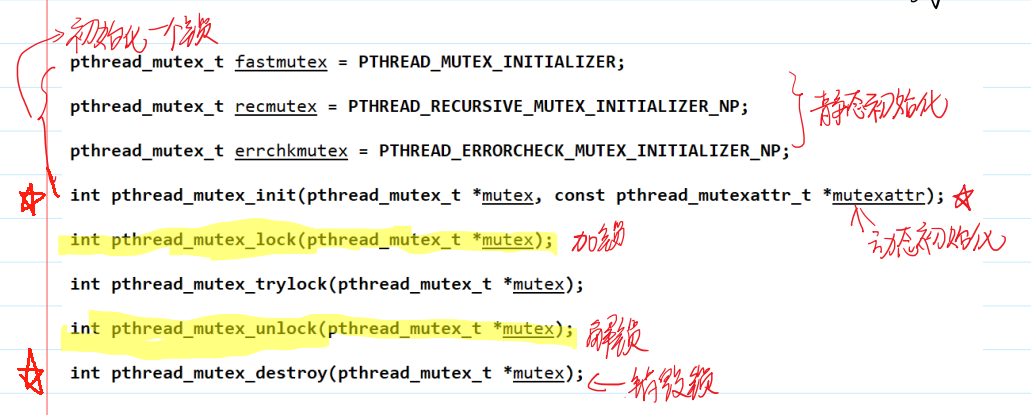 初始化一个锁
pthread_mutex_t fastmutex = PTHREAD_MUTEX_INITIALIZER;
pthread_mutex_t recmutex = PTHREAD_RECURSIVE_MUTEX_INITIALIZER_NP;
静态初始化
pthread_mutex_t errchkmutex = PTHREAD_ERRORCHECK_MUTEX_INITIALIZER_NP;
int pthread_mutex_init(pthread_mutex_t *mutex, const pthread_mutexattr_t *mutexattr);
int pthread_mutex_lock(pthread_mutex_t *mutex); 加锁
动态初始化
int pthread_mutex_trylock(pthread_mutex_t *mutex);
int pthread_mutex_unlock(pthread_mutex_t *mutex); 解锁
int pthread_mutex_destroy(pthread_mutex_t *mutex); 销毁锁